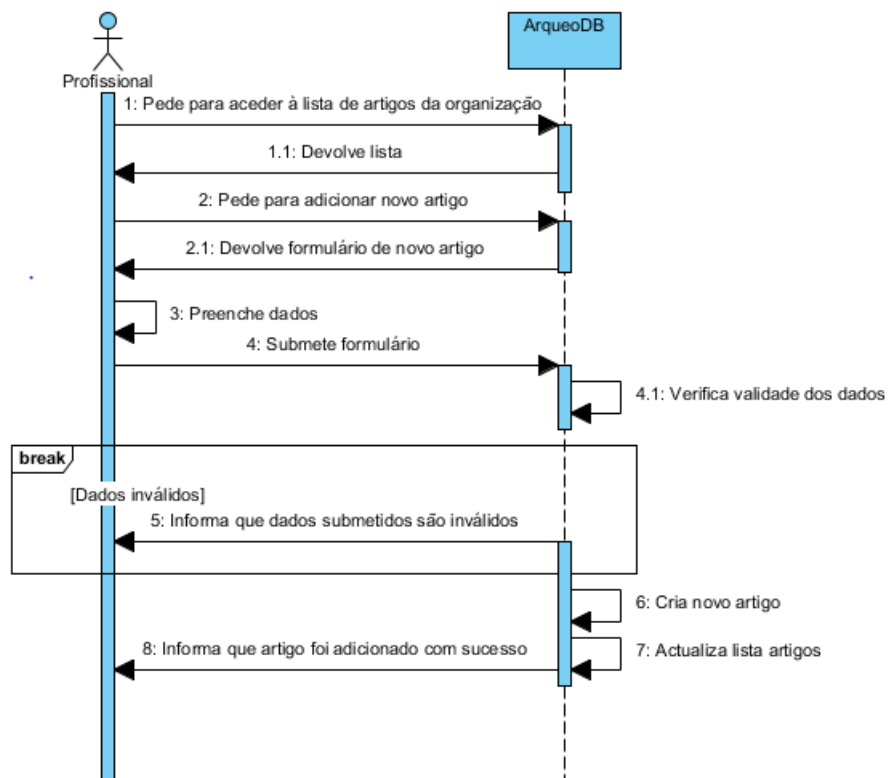 ArqueoDB
Profissional
1: Pede para aceder à lista de artigos da organização
1.1: Devolve lista
2: Pede para adicionar novo artigo
2.1: Devolve formulário de novo artigo
3: Preenche dados
4: Submete formulário
4.1: Verifica validade dos dados
break
[Dados inválidos]
5: Informa que dados submetidos são inválidos
6: Cria novo artigo
8: Informa que artigo foi adicionado com sucesso
7: Actualiza lista artigos